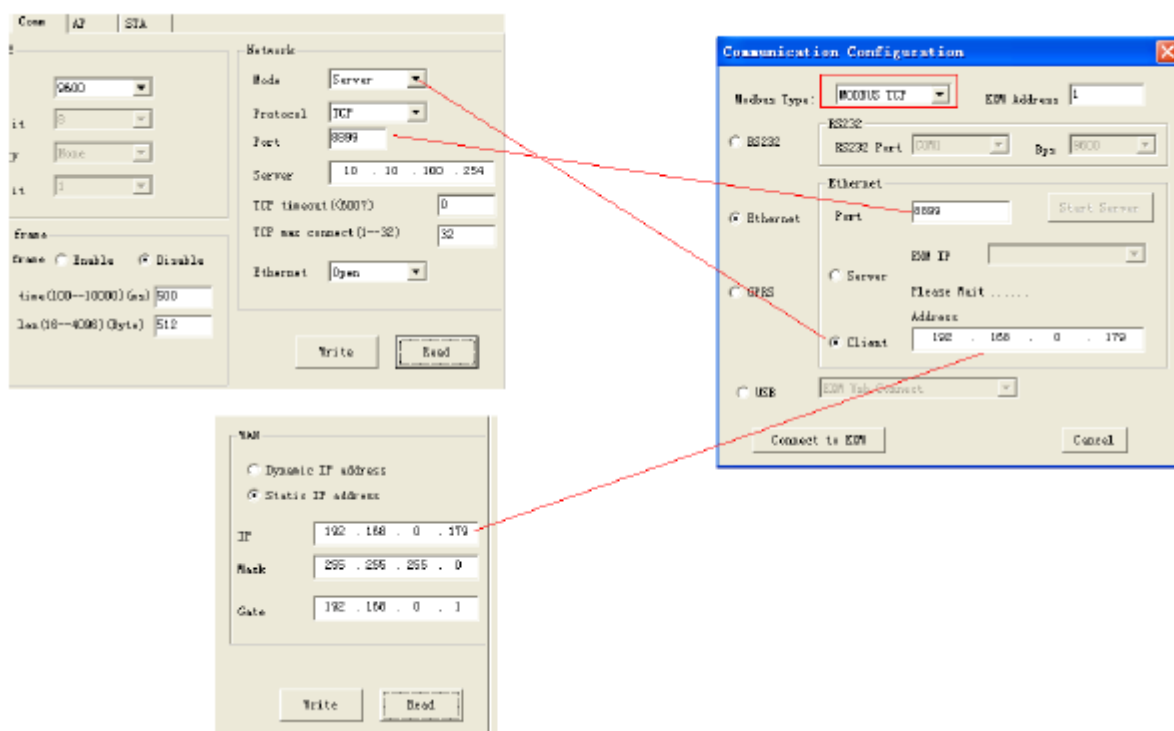 Comm AP STA
9600
it 8
y None
it 1
frame
frame Enable Disable
time(100--10000)(ms) 500
len(16--4096)(Byte) 512
Network
Mode Server
Protocol TCP
Port 8899
Server 10 . 10 . 100 . 254
TCP timeout(<600?) 0
TCP max connect(1--32) 32
Ethernet Open
Write Read
WAN
Dynamic IP address
Static IP address
IP 192 . 168 . 0 . 179
Mask 255 . 255 . 255 . 0
Gate 192 . 168 . 0 . 1
Write Read
Communication Configuration
Modbus Type: MODBUS TCP Address 1
RS232
RS232 RS232 Port COM1 Bps 9600
Ethernet
Ethernet Port 8899 Start Server
IP
Server
GPRS Please Wait ......
Address
Client 192 . 168 . 0 . 179
USB Usb Connect
Connect to Cancel